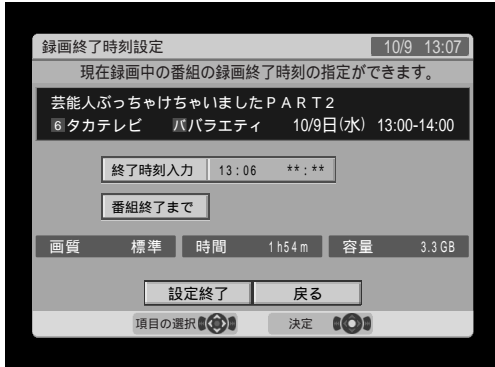 録画終了時刻設定 10/9 13:07
現在録画中の番組の録画終了時刻の指定ができます。
芸能人ぶっちゃけちゃいましたＰＡＲＴ２
6 タカテレビ バ バラエティ 10/9日(水) 13:00-14:00
終了時刻入力 13:06 **:**
番組終了まで
画質 標準 時間 1h54m 容量 3.3GB
設定終了 戻る
項目の選択 決定